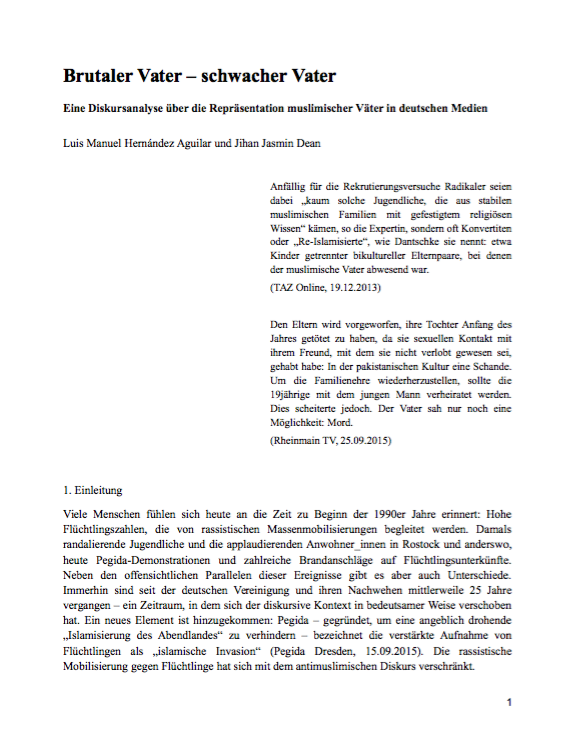 Brutaler Vater – schwacher Vater
Eine Diskursanalyse über die Repräsentation muslimischer Väter in deutschen Medien
Luis Manuel Hernández Aguilar und Jihan Jasmin Dean
Anfällig für die Rekrutierungsversuche Radikaler seien
dabei „kaum solche Jugendliche, die aus stabilen
muslimischen Familien mit gefestigtem religiösen
Wissen“ kämen, so die Expertin, sondern oft Konvertiten
oder „Re-Islamisierte“, wie Dantschke sie nennt: etwa
Kinder getrennter bikultureller Elternpaare, bei denen
der muslimische Vater abwesend war.
(TAZ Online, 19.12.2013)
Den Eltern wird vorgeworfen, ihre Tochter Anfang des
Jahres getötet zu haben, da sie sexuellen Kontakt mit
ihrem Freund, mit dem sie nicht verlobt gewesen sei,
gehabt habe: In der pakistanischen Kultur eine Schande.
Um die Familienehre wiederherzustellen, sollte die
19jährige mit dem jungen Mann verheiratet werden.
Dies scheiterte jedoch. Der Vater sah nur noch eine
Möglichkeit: Mord.
(Rheinmain TV, 25.09.2015)
1. Einleitung
Viele Menschen fühlen sich heute an die Zeit zu Beginn der 1990er Jahre erinnert: Hohe
Flüchtlingszahlen, die von rassistischen Massenmobilisierungen begleitet werden. Damals
randalierende Jugendliche und die applaudierenden Anwohner_innen in Rostock und anderswo,
heute Pegida-Demonstrationen und zahlreiche Brandanschläge auf Flüchtlingsunterkünfte.
Neben den offensichtlichen Parallelen dieser Ereignisse gibt es aber auch Unterschiede.
Immerhin sind seit der deutschen Vereinigung und ihren Nachwehen mittlerweile 25 Jahre
vergangen – ein Zeitraum, in dem sich der diskursive Kontext in bedeutsamer Weise verschoben
hat. Ein neues Element ist hinzugekommen: Pegida – gegründet, um eine angeblich drohende
„Islamisierung des Abendlandes“ zu verhindern – bezeichnet die verstärkte Aufnahme von
Flüchtlingen als „islamische Invasion“ (Pegida Dresden, 15.09.2015). Die rassistische
Mobilisierung gegen Flüchtlinge hat sich mit dem antimuslimischen Diskurs verschränkt.
1